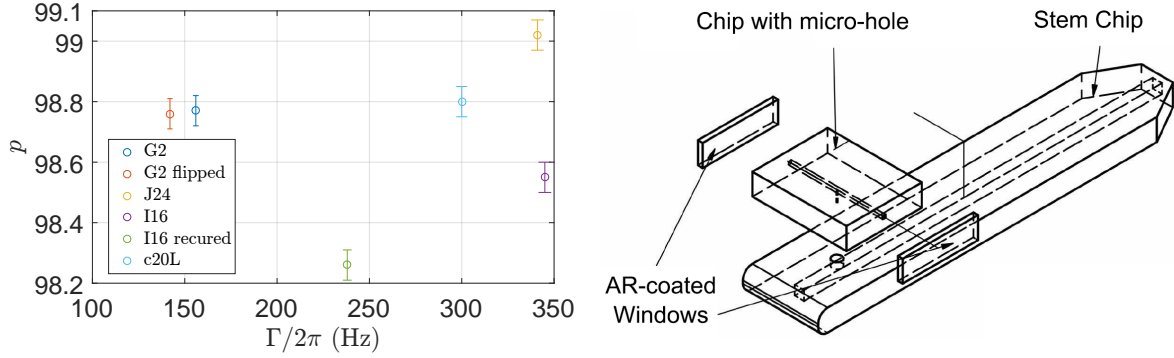 99.1
99
98.8
98.6
98.4
98.2
p
G2
G2 flipped
J24
I16
I16 recured
c20L
100
150
200
250
300
350
Γ/2π (Hz)
Chip with micro-hole
Stem Chip
AR-coated
Windows